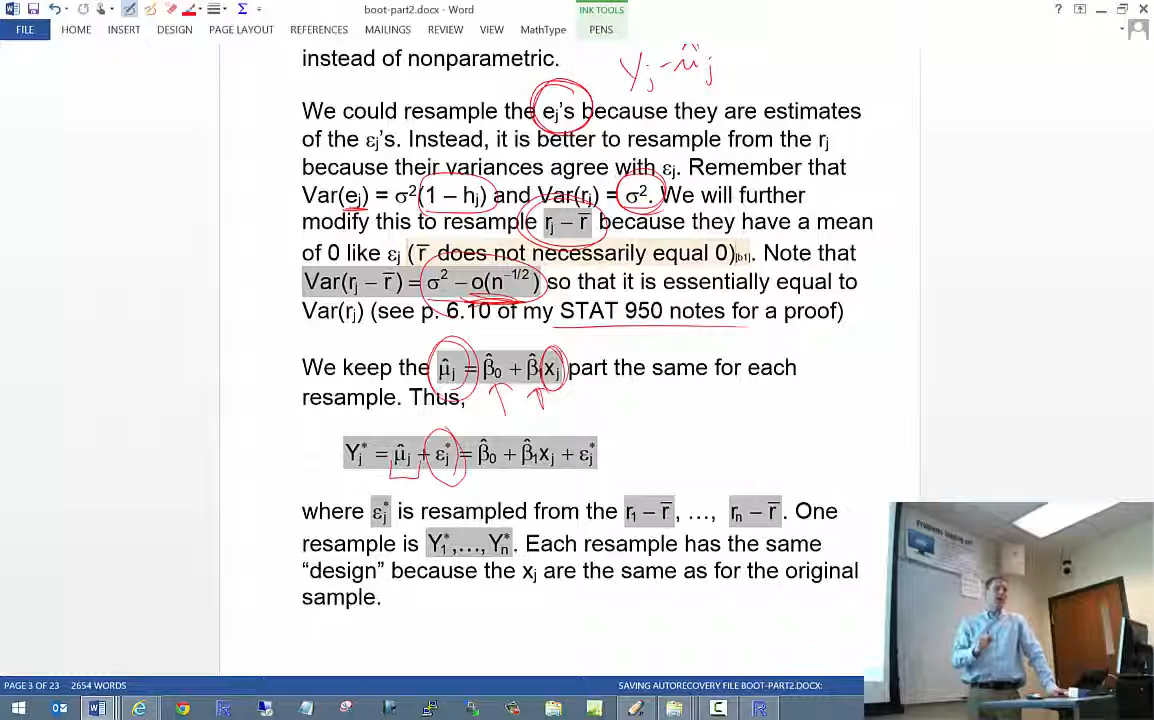 boot-part2.docx - Word
INK TOOLS
FILE HOME INSERT DESIGN PAGE LAYOUT REFERENCES MAILINGS REVIEW VIEW MathType PENS
instead of nonparametric.
Yj - μ̂j
We could resample the ej's because they are estimates
of the εj's. Instead, it is better to resample from the rj
because their variances agree with εj. Remember that
Var(ej) = σ²(1 – hj) and Var(rj) = σ². We will further
modify this to resample rj − r̅ because they have a mean
of 0 like εj (r̅ does not necessarily equal 0)[b1]. Note that
Var(rj − r̅) = σ² − o(n^−1/2) so that it is essentially equal to
Var(rj) (see p. 6.10 of my STAT 950 notes for a proof)
We keep the μ̂j = β̂0 + β̂1xj part the same for each
resample. Thus,
Yj* = μ̂j + εj* = β̂0 + β̂1xj + εj*
where εj* is resampled from the r1 − r̅, …, rn − r̅. One
resample is Y1*,…,Yn*. Each resample has the same
“design” because the xj are the same as for the original
sample.
PAGE 3 OF 23 2654 WORDS SAVING AUTORECOVERY FILE BOOT-PART2.DOCX: